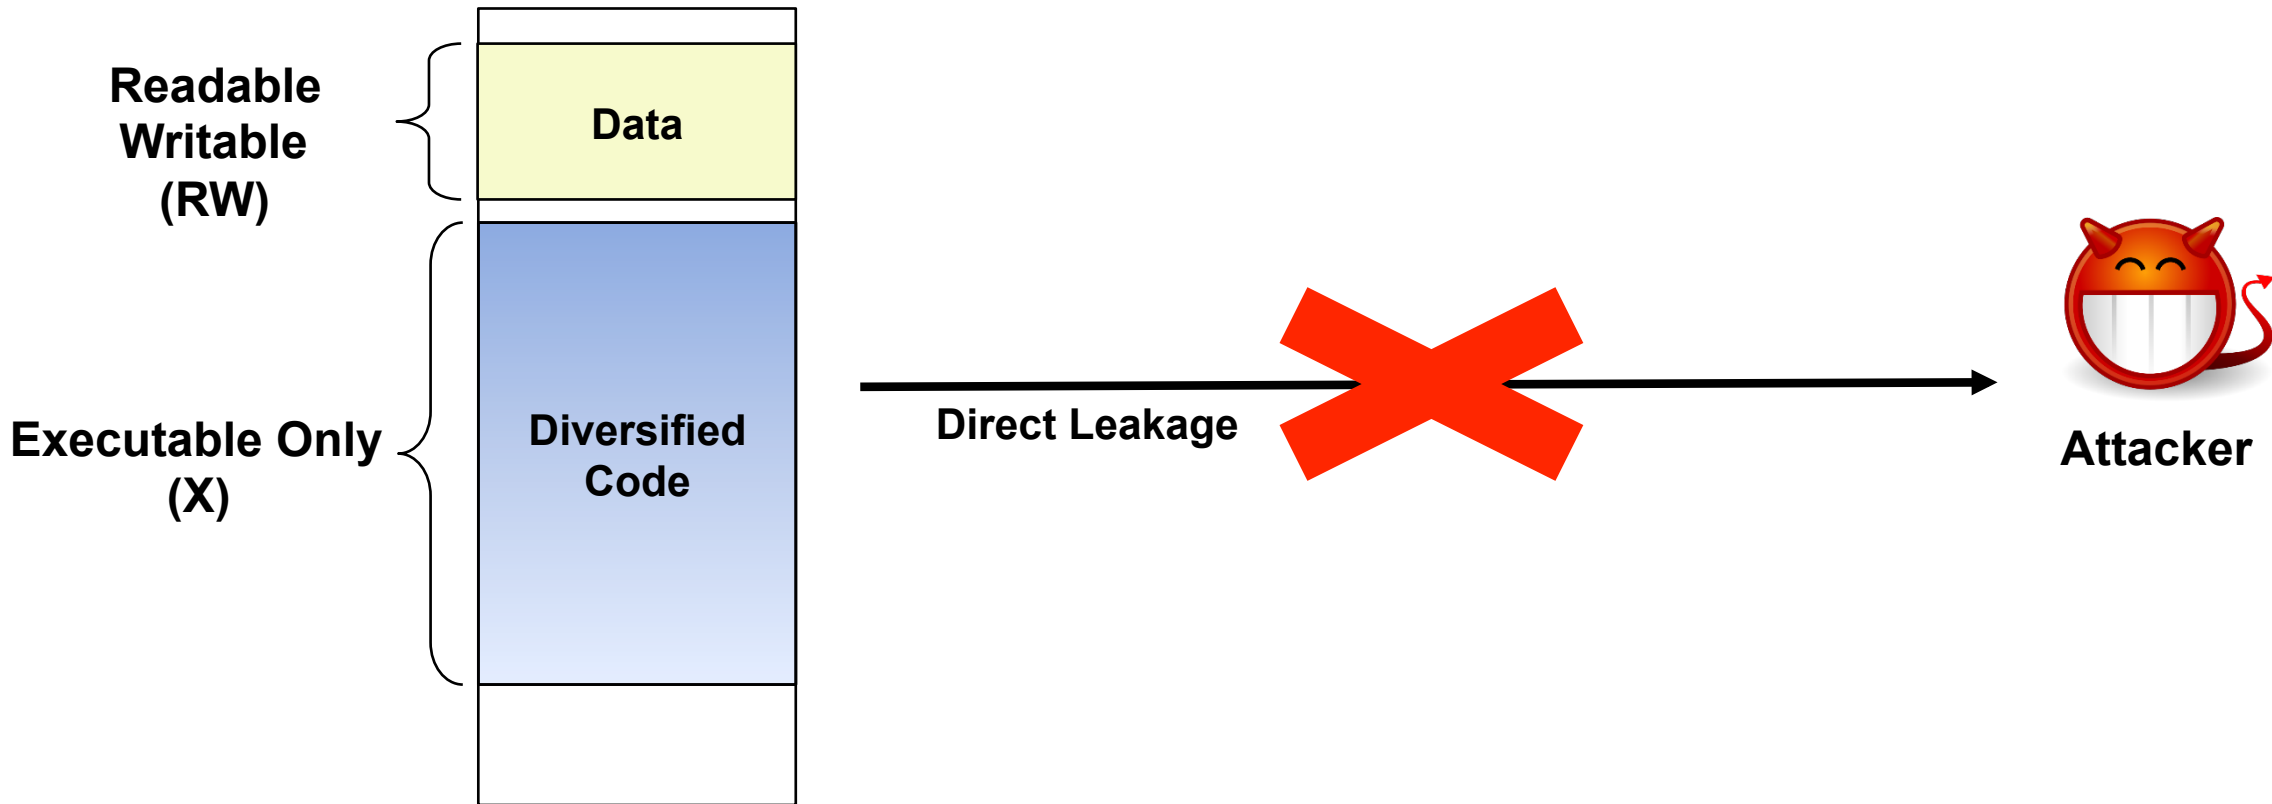 Readable
Writable
(RW)
Data
Executable Only
(X)
Diversified
Code
Direct Leakage
Attacker